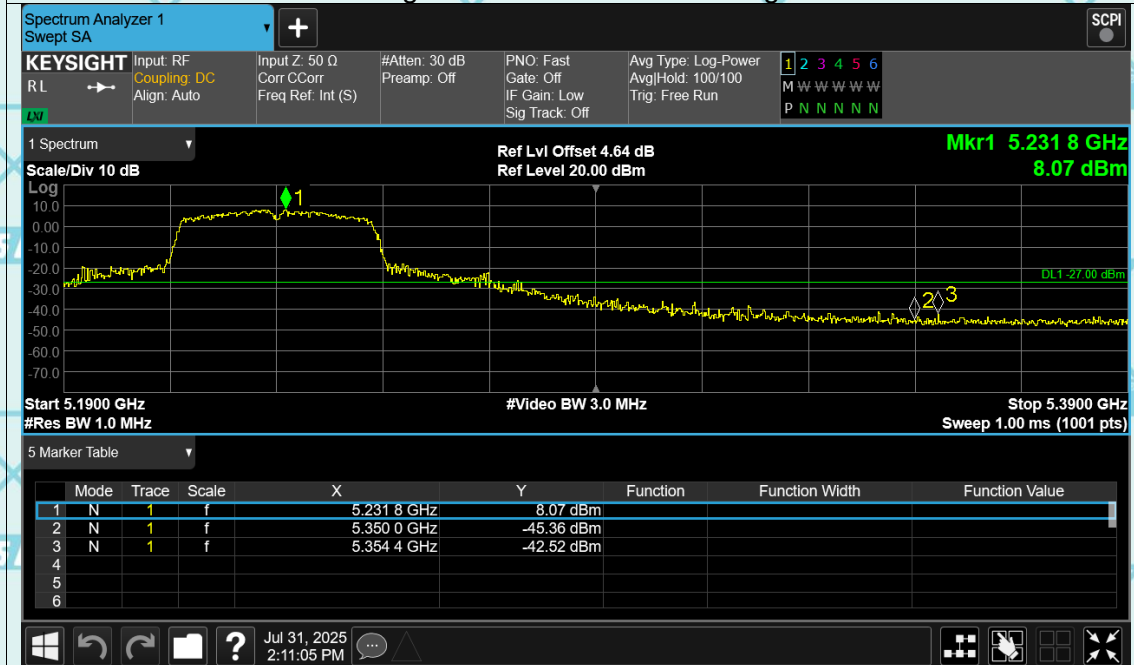 Spectrum Analyzer 1
Swept SA
+
SCPI
KEYSIGHT Input: RF Input Z: 50 Ω #Atten: 30 dB PNO: Fast Avg Type: Log-Power 1 2 3 4 5 6
RL Coupling: DC Corr CCorr Preamp: Off Gate: Off Avg|Hold: 100/100 M W W W W W
Align: Auto Freq Ref: Int (S) IF Gain: Low Trig: Free Run
LXI Sig Track: Off P N N N N N
1 Spectrum
Ref Lvl Offset 4.64 dB Mkr1 5.231 8 GHz
Scale/Div 10 dB Ref Level 20.00 dBm 8.07 dBm
Log
1
10.0
0.00
-10.0
-20.0
DL1 -27.00 dBm
-30.0
2 3
-40.0
-50.0
-60.0
-70.0
Start 5.1900 GHz #Video BW 3.0 MHz Stop 5.3900 GHz
#Res BW 1.0 MHz Sweep 1.00 ms (1001 pts)
5 Marker Table
Mode Trace Scale X Y Function Function Width Function Value
1 N 1 f 5.231 8 GHz 8.07 dBm
2 N 1 f 5.350 0 GHz -45.36 dBm
3 N 1 f 5.354 4 GHz -42.52 dBm
4
5
6
? Jul 31, 2025
2:11:05 PM